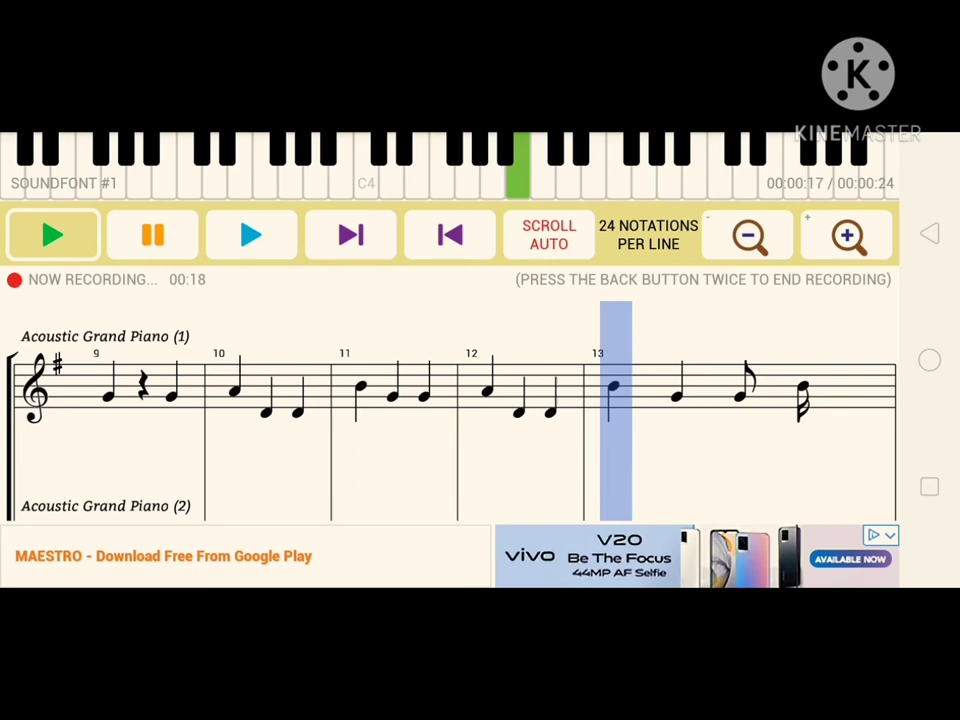 KINEMASTER
SOUNDFONT #1
C4
00:00:17 / 00:00:24
SCROLL
AUTO
24 NOTATIONS
PER LINE
-
+
NOW RECORDING... 00:18
(PRESS THE BACK BUTTON TWICE TO END RECORDING)
Acoustic Grand Piano (1)
9
10
11
12
13
Acoustic Grand Piano (2)
MAESTRO - Download Free From Google Play
vivo
V20
Be The Focus
44MP AF Selfie
AVAILABLE NOW